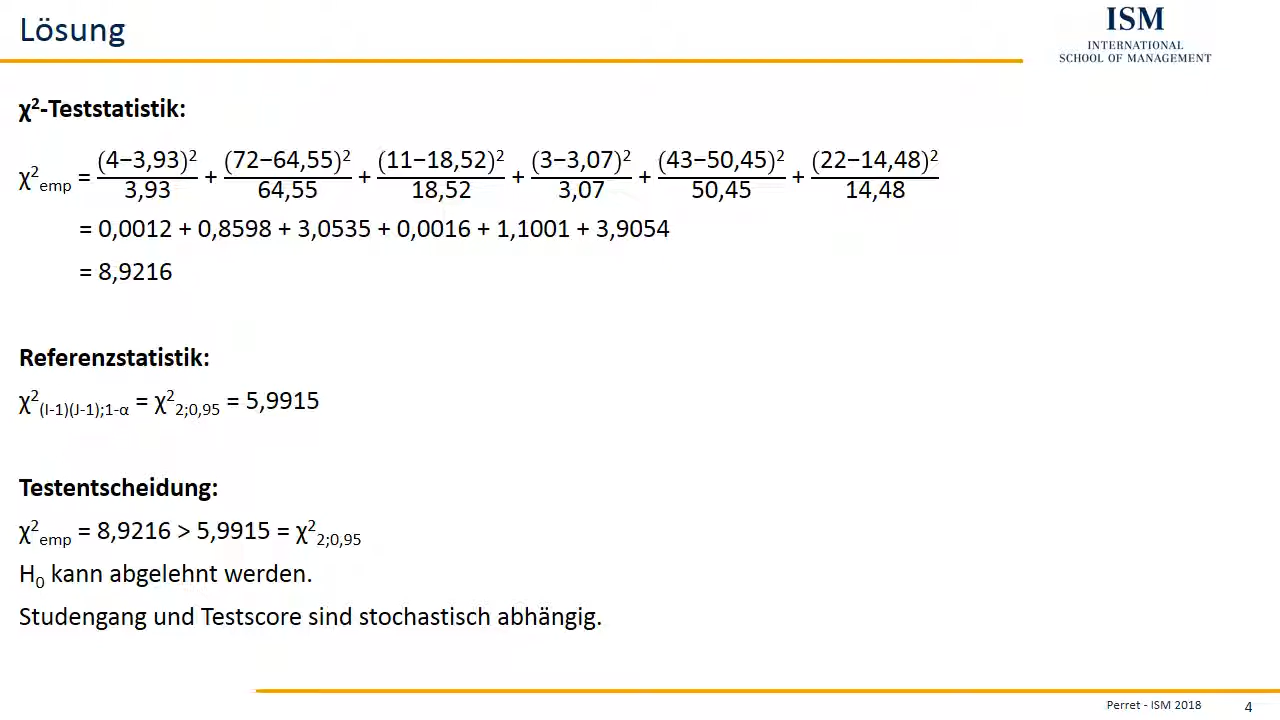 Lösung
ISM
INTERNATIONAL
SCHOOL OF MANAGEMENT
χ²-Teststatistik:
χ²emp = (4−3,93)²/3,93 + (72−64,55)²/64,55 + (11−18,52)²/18,52 + (3−3,07)²/3,07 + (43−50,45)²/50,45 + (22−14,48)²/14,48
= 0,0012 + 0,8598 + 3,0535 + 0,0016 + 1,1001 + 3,9054
= 8,9216
Referenzstatistik:
χ²(I-1)(J-1);1-α = χ²2;0,95 = 5,9915
Testentscheidung:
χ²emp = 8,9216 > 5,9915 = χ²2;0,95
H₀ kann abgelehnt werden.
Studengang und Testscore sind stochastisch abhängig.
Perret - ISM 2018
4